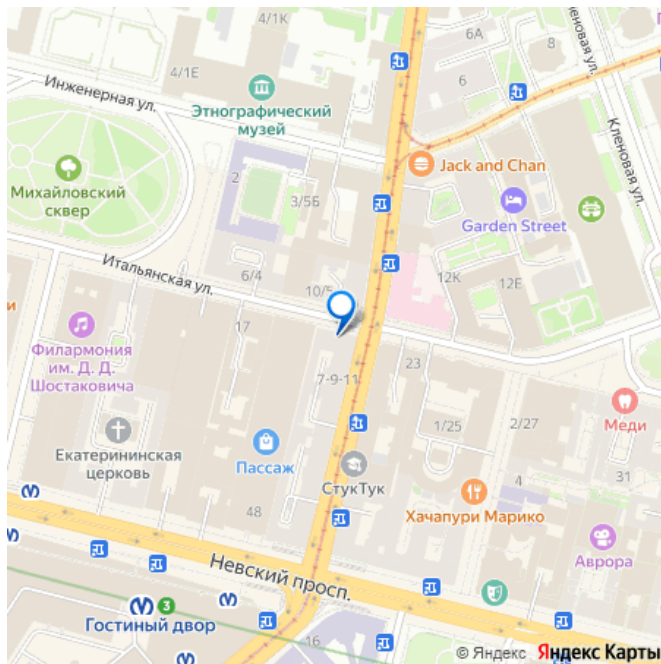 4/1К
6А
8
Кленовая ул.
6
4/1Е
Инженерная ул.
Этнографический
музей
Jack and Chan
Кленовая ул.
Михайловский
сквер
2
3/5Б
Garden Street
Итальянская ул.
6/4
10/5
12К
12Е
17
Филармония
им. Д. Д.
Шостаковича
23
7-9-11
Меди
Екатерининская
церковь
Пассаж
1/25
2/27
31
СтукТук
4
48
Хачапури Марико
Аврора
Невский просп.
3
Гостиный двор
16
© Яндекс Яндекс Карты